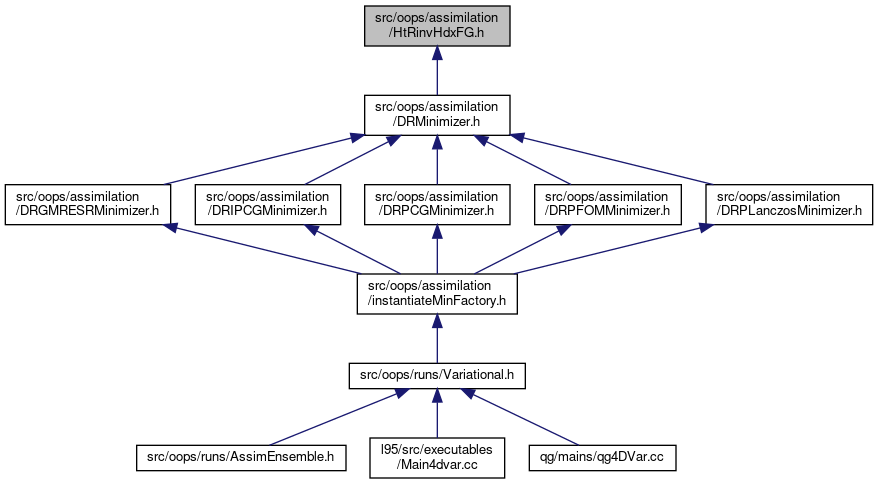 src/oops/assimilation
/HtRinvHdxFG.h
src/oops/assimilation
/DRMinimizer.h
src/oops/assimilation
/DRGMRESRMinimizer.h
src/oops/assimilation
/DRIPCGMinimizer.h
src/oops/assimilation
/DRPCGMinimizer.h
src/oops/assimilation
/DRPFOMMinimizer.h
src/oops/assimilation
/DRPLanczosMinimizer.h
src/oops/assimilation
/instantiateMinFactory.h
src/oops/runs/Variational.h
src/oops/runs/AssimEnsemble.h
l95/src/executables
/Main4dvar.cc
qg/mains/qg4DVar.cc